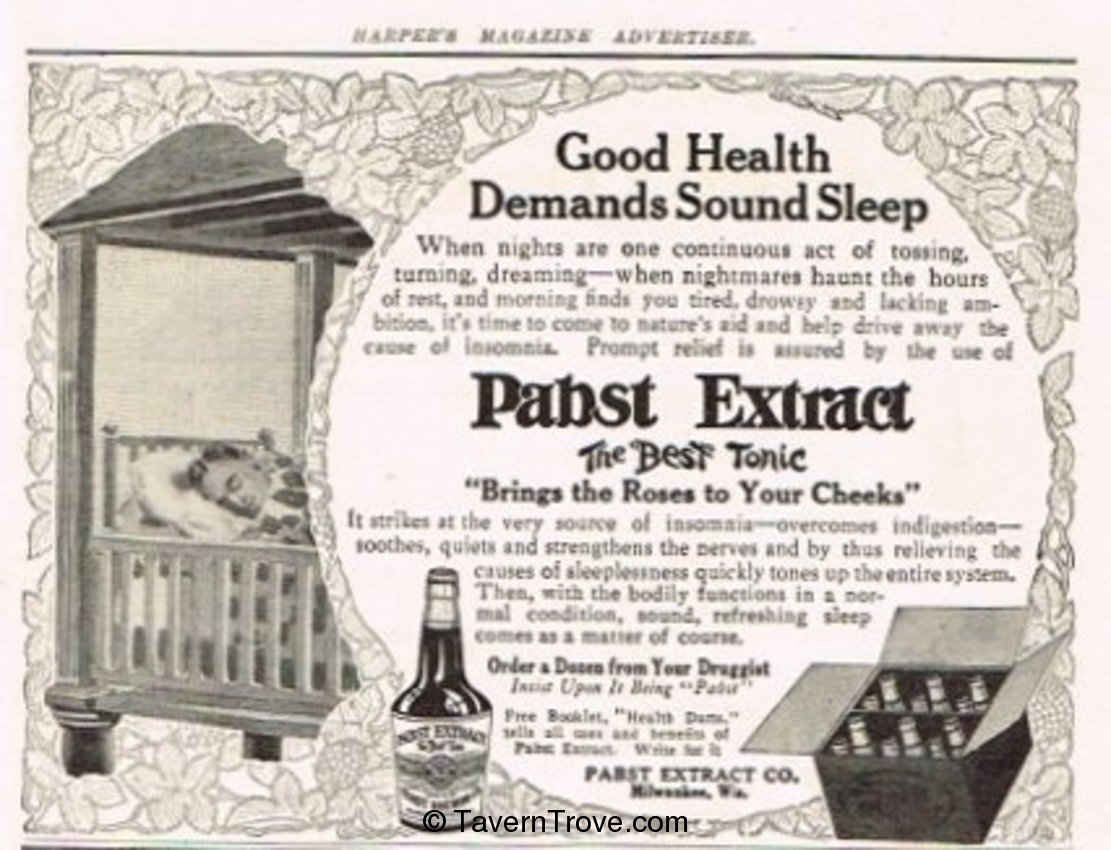 HARPER'S MAGAZINE ADVERTISER.
Good Health
Demands Sound Sleep
When nights are one continuous act of tossing,
turning, dreaming—when nightmares haunt the hours
of rest, and morning finds you tired, drowsy and lacking am-
bition, it's time to come to nature's aid and help drive away the
cause of insomnia. Prompt relief is assured by the use of
Pabst Extract
The Best Tonic
"Brings the Roses to Your Cheeks"
It strikes at the very source of insomnia—overcomes indigestion—
soothes, quiets and strengthens the nerves and by thus relieving the
causes of sleeplessness quickly tones up the entire system.
Then, with the bodily functions in a nor-
mal condition, sound, refreshing sleep
comes as a matter of course.
Order a Dozen from Your Druggist
Insist Upon It Being "Pabst"
Free Booklet, "Health Darts,"
tells all uses and benefits of
Pabst Extract. Write for it
PABST EXTRACT CO.
Milwaukee, Wis.
PABST EXTRACT
The Best Tonic
© TavernTrove.com